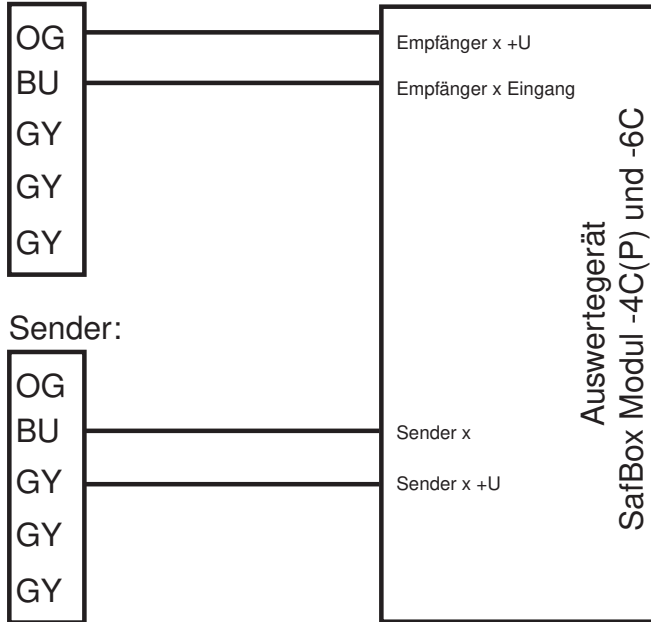 OG
BU
GY
GY
GY
Empfänger x +U
Empfänger x Eingang
Sender:
OG
BU
GY
GY
GY
Sender x
Sender x +U
Auswertegerät
SafBox Modul -4C(P) und -6C